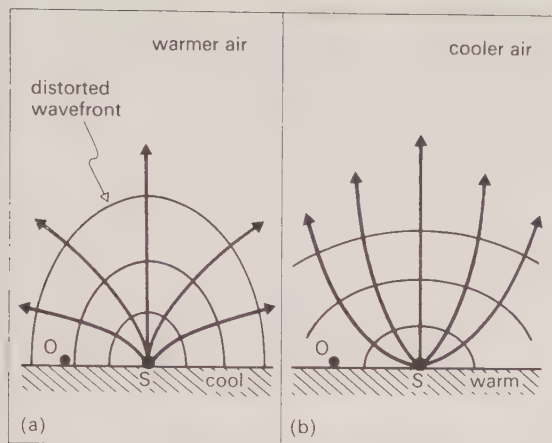 warmer air
distorted
wavefront
O
S
cool
(a)
cooler air
O
S
warm
(b)